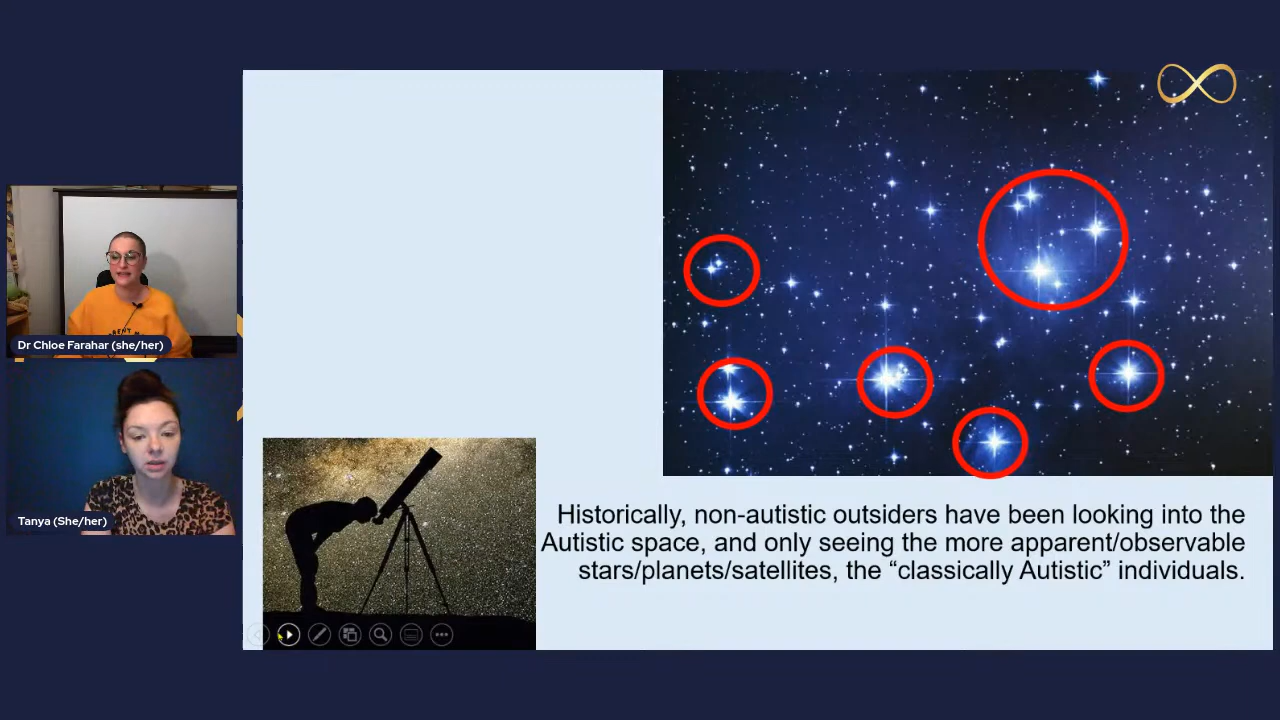 Dr Chloe Farahar (she/her)
Tanya (She/her)
Historically, non-autistic outsiders have been looking into the
Autistic space, and only seeing the more apparent/observable
stars/planets/satellites, the “classically Autistic” individuals.